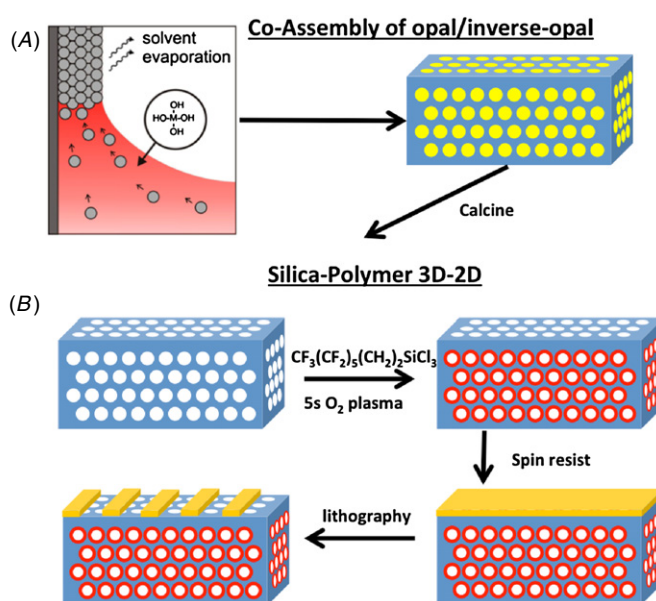 (A)
Co-Assembly of opal/inverse-opal
solvent
evaporation
OH
HO-M-OH
OH
Calcine
Silica-Polymer 3D-2D
(B)
CF₃(CF₂)₅(CH₂)₂SiCl₃
5s O₂ plasma
Spin resist
lithography